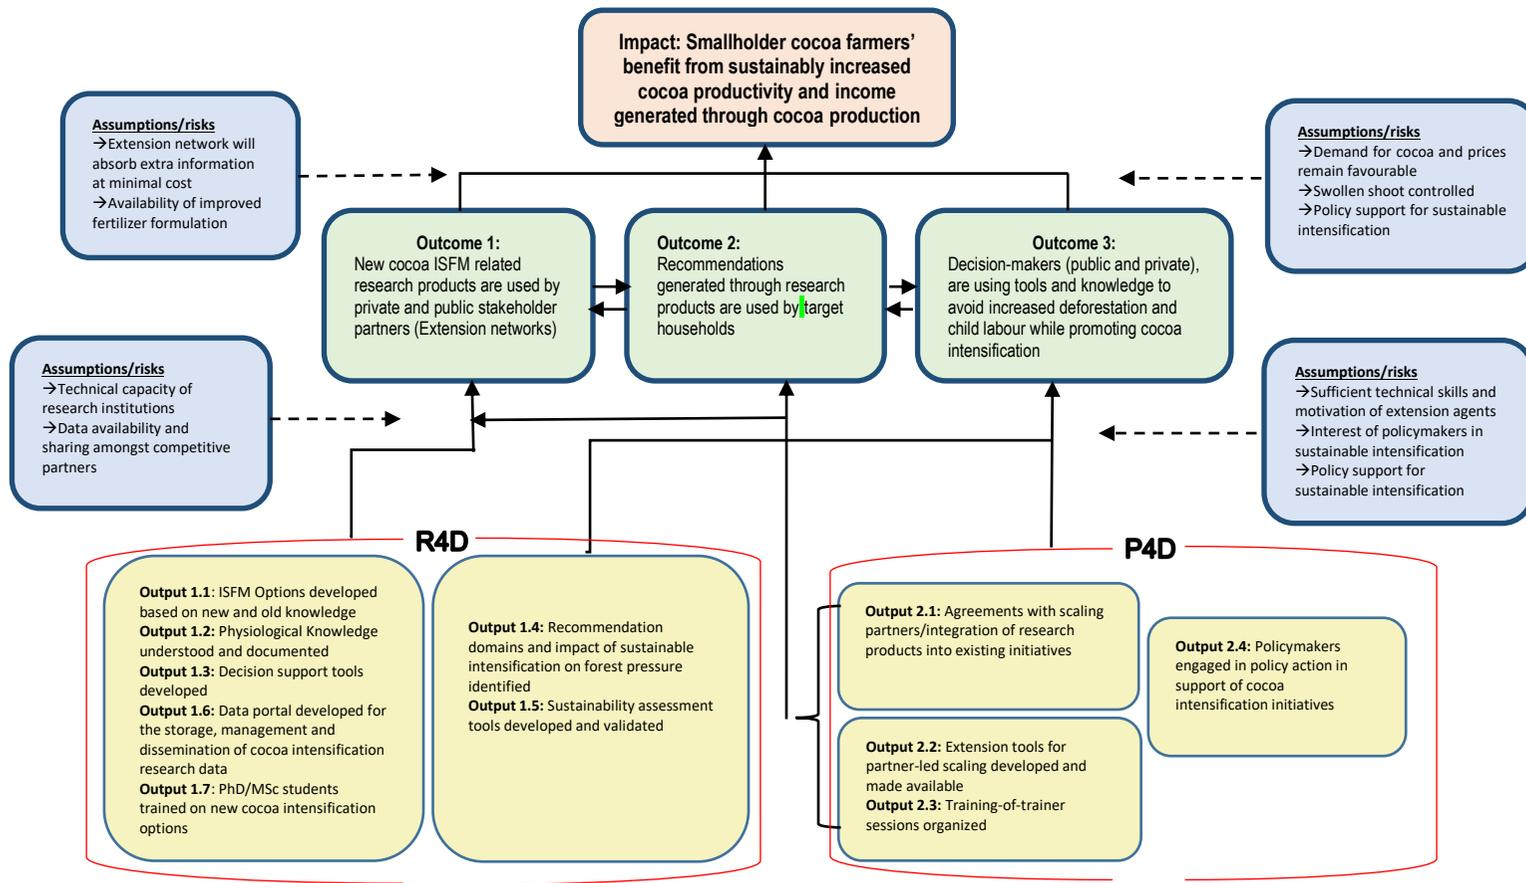 Impact: Smallholder cocoa farmers’
benefit from sustainably increased
cocoa productivity and income
generated through cocoa production
Assumptions/risks
→Extension network will
absorb extra information
at minimal cost
→Availability of improved
fertilizer formulation
Assumptions/risks
→Demand for cocoa and prices
remain favourable
→Swollen shoot controlled
→Policy support for sustainable
intensification
Outcome 1:
New cocoa ISFM related
research products are used by
private and public stakeholder
partners (Extension networks)
Outcome 2:
Recommendations
generated through research
products are used by target
households
Outcome 3:
Decision-makers (public and private),
are using tools and knowledge to
avoid increased deforestation and
child labour while promoting cocoa
intensification
Assumptions/risks
→Technical capacity of
research institutions
→Data availability and
sharing amongst competitive
partners
Assumptions/risks
→Sufficient technical skills and
motivation of extension agents
→Interest of policymakers in
sustainable intensification
→Policy support for
sustainable intensification
R4D
Output 1.1: ISFM Options developed
based on new and old knowledge
Output 1.2: Physiological Knowledge
understood and documented
Output 1.3: Decision support tools
developed
Output 1.6: Data portal developed for
the storage, management and
dissemination of cocoa intensification
research data
Output 1.7: PhD/MSc students
trained on new cocoa intensification
options
Output 1.4: Recommendation
domains and impact of sustainable
intensification on forest pressure
identified
Output 1.5: Sustainability assessment
tools developed and validated
P4D
Output 2.1: Agreements with scaling
partners/integration of research
products into existing initiatives
Output 2.2: Extension tools for
partner-led scaling developed and
made available
Output 2.3: Training-of-trainer
sessions organized
Output 2.4: Policymakers
engaged in policy action in
support of cocoa
intensification initiatives